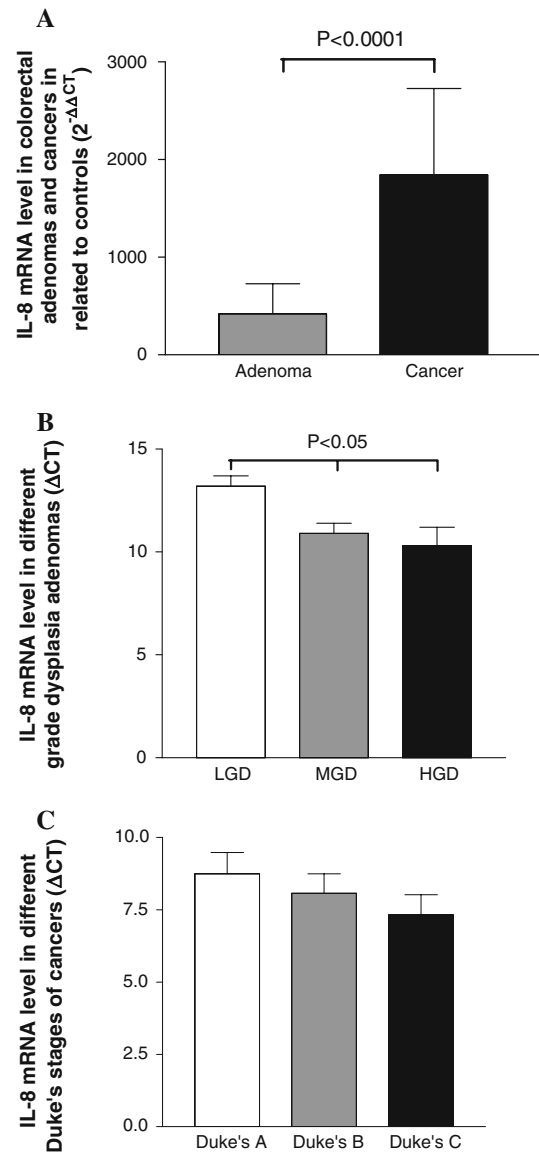 A
IL-8 mRNA level in colorectal
adenomas and cancers in
related to controls (2^-ΔΔCT)
P<0.0001
3000
2000
1000
0
Adenoma Cancer
B
IL-8 mRNA level in different
grade dysplasia adenomas (ΔCT)
P<0.05
15
10
5
0
LGD MGD HGD
C
IL-8 mRNA level in different
Duke's stages of cancers (ΔCT)
10.0
7.5
5.0
2.5
0.0
Duke's A Duke's B Duke's C